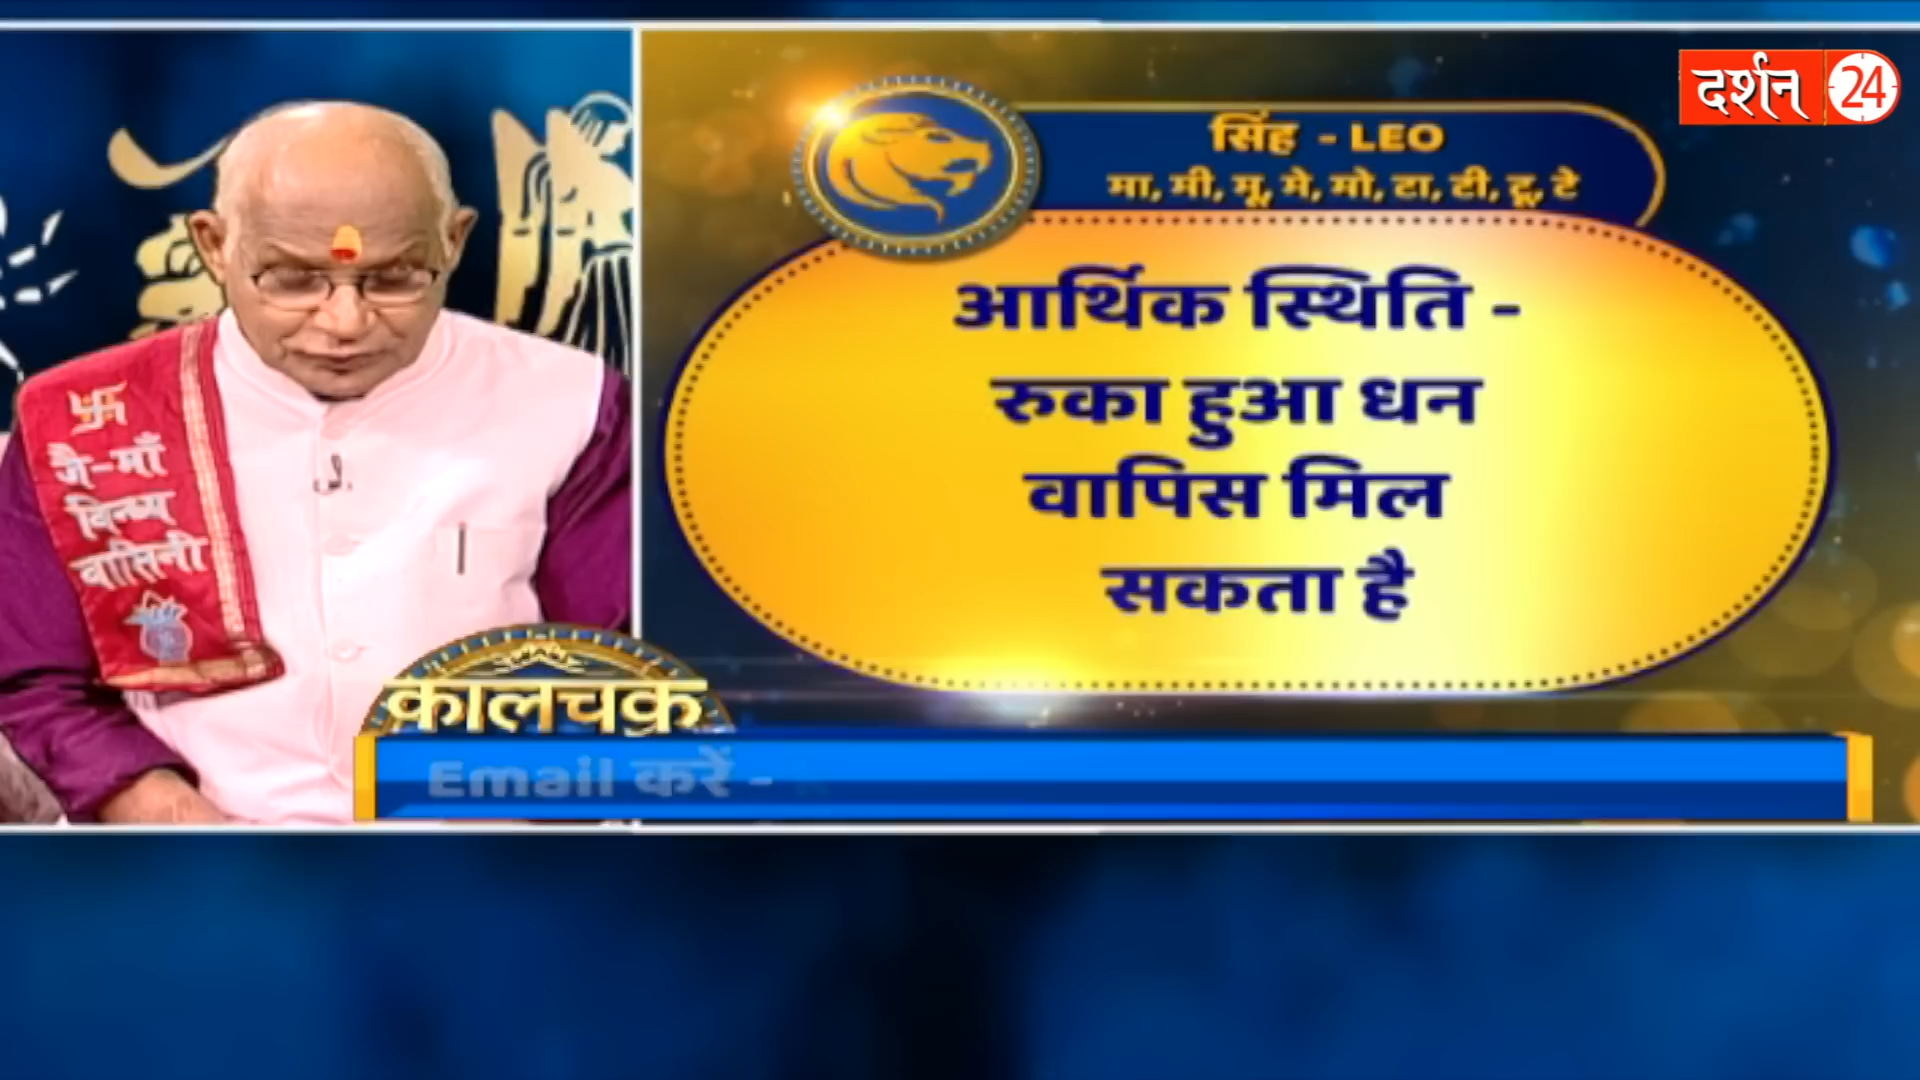 दर्शन 24
सिंह - LEO
मा, मी, मू, मे, मो, टा, टी, टू, टे
आर्थिक स्थिति -
रुका हुआ धन
वापिस मिल
सकता है
जै-माँ
विन्ध्य
वासिनी
कालचक्र
Email करें -